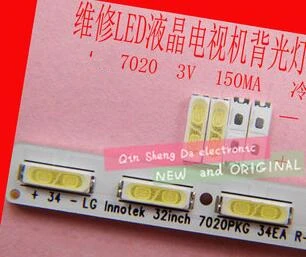 维修LED液晶电视机背光灯
7020 3V 150MA 冷
Qin Sheng Da electronic
NEW and ORIGINAL
+ 34 - LG Innotek 32inch 7020PKG 34EA R-